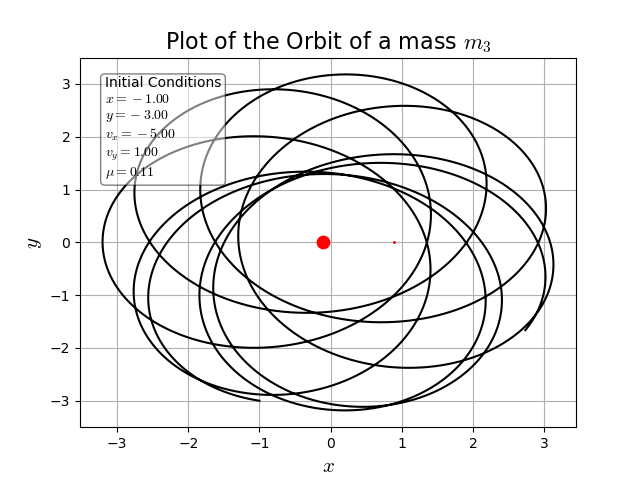 Plot of the Orbit of a mass m₃
Initial Conditions
x = −1.00
y = −3.00
vₓ = −5.00
v_y = 1.00
μ = 0.11
3
2
1
0
−1
−2
−3
y
−3 −2 −1 0 1 2 3
x